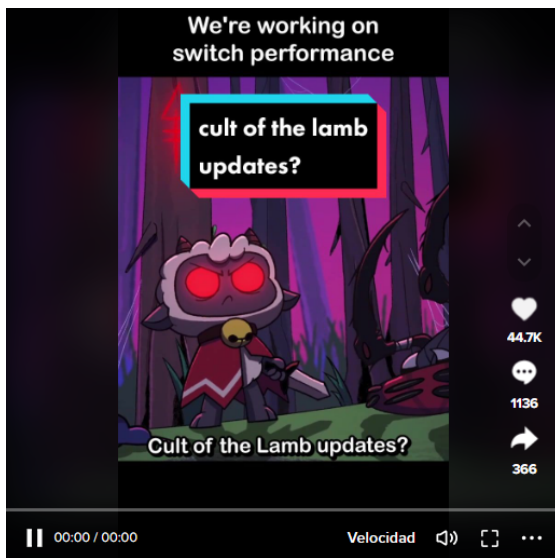 We're working on
switch performance
cult of the lamb
updates?
44.7K
1136
366
Cult of the Lamb updates?
00:00 / 00:00
Velocidad